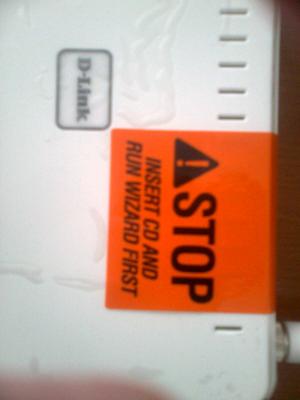 D-Link
STOP
INSERT CD AND
RUN WIZARD FIRST